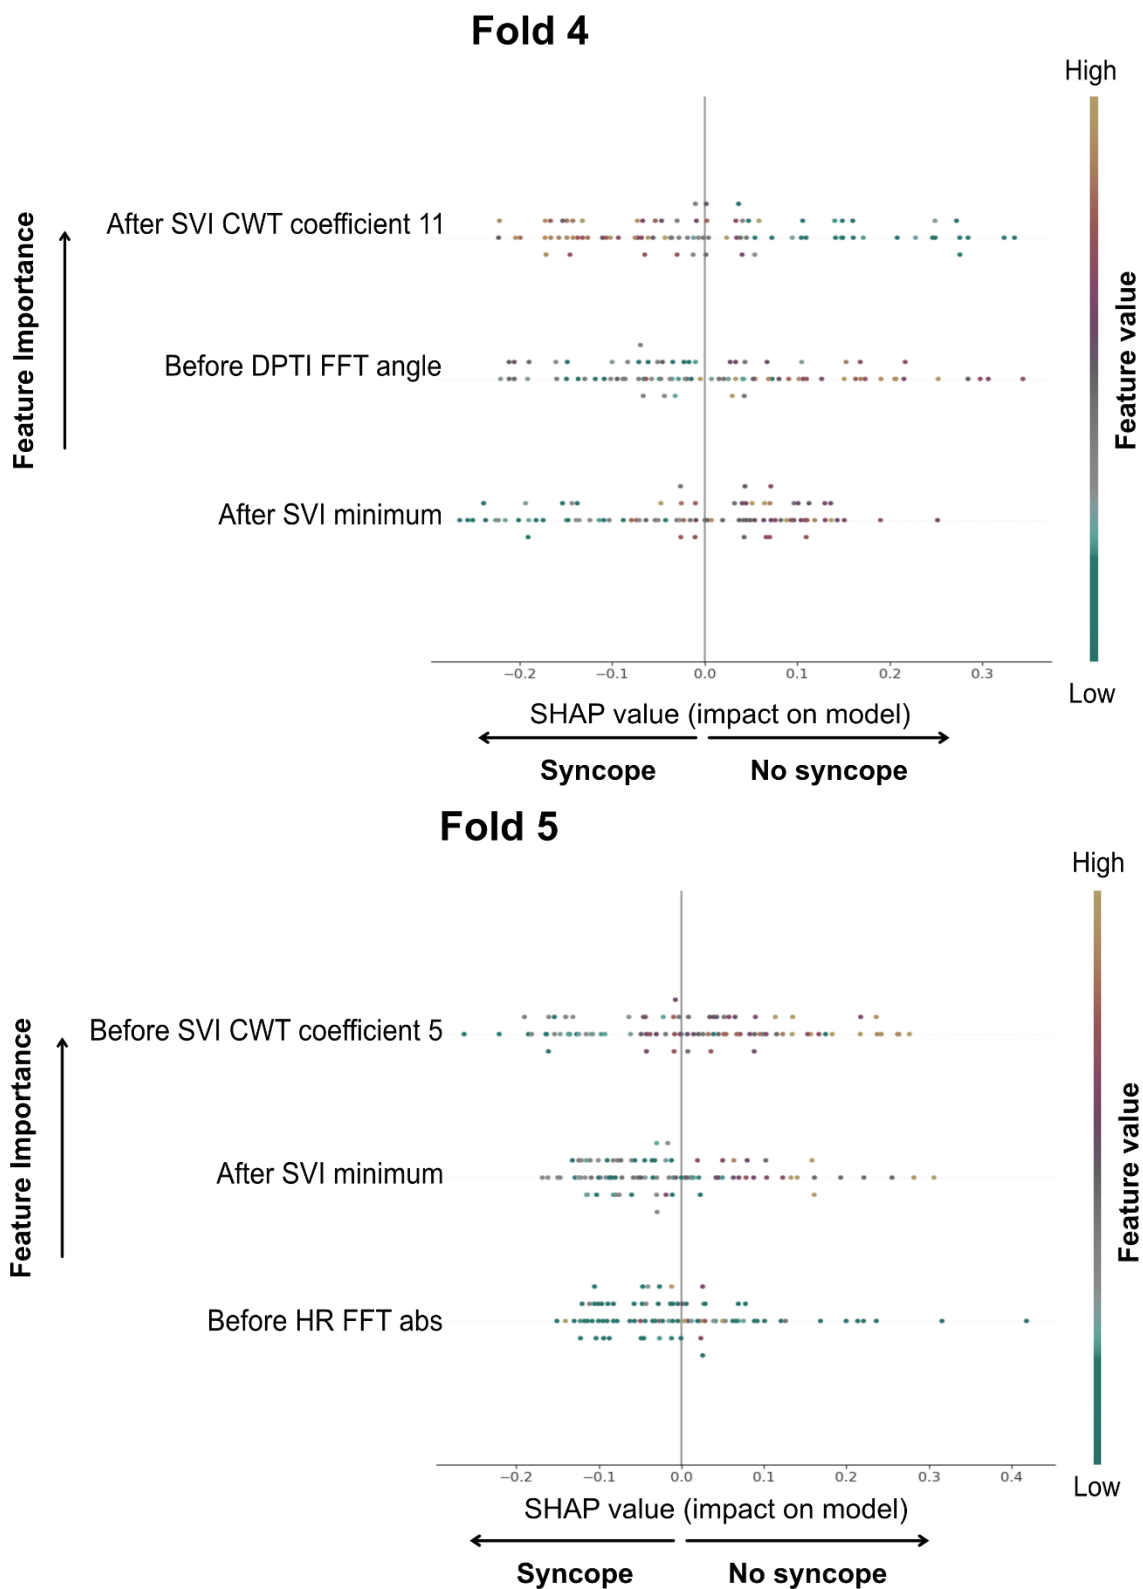 Fold 4
High
After SVI CWT coefficient 11
Before DPTI FFT angle
After SVI minimum
Feature Importance
Feature value
−0.2 −0.1 0.0 0.1 0.2 0.3
Low
SHAP value (impact on model)
Syncope No syncope
Fold 5
High
Before SVI CWT coefficient 5
After SVI minimum
Before HR FFT abs
Feature Importance
Feature value
−0.2 −0.1 0.0 0.1 0.2 0.3 0.4
Low
SHAP value (impact on model)
Syncope No syncope